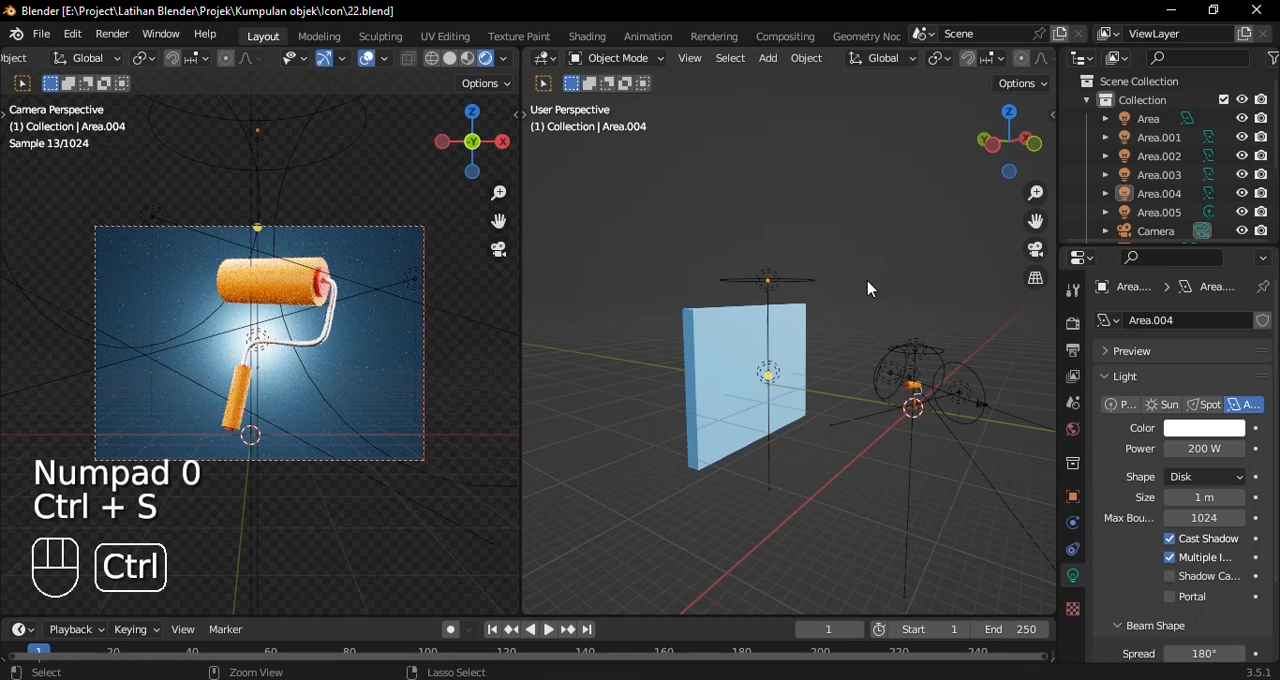 Blender [E:\Project\Latihan Blender\Projek\Kumpulan objek\Icon\22.blend]
File Edit Render Window Help Layout Modeling Sculpting UV Editing Texture Paint Shading Animation Rendering Compositing Geometry Noc Scene ViewLayer
bject Global
Object Mode View Select Add Object Global
Options
Options
Camera Perspective
(1) Collection | Area.004
Sample 13/1024
Z
-Y
X
User Perspective
(1) Collection | Area.004
Z
Y
X
Scene Collection
Collection
Area
Area.001
Area.002
Area.003
Area.004
Area.005
Camera
Area.... > Area....
Area.004
Preview
Light
P... Sun Spot A...
Color
Power 200 W
Shape Disk
Size 1 m
Max Bou... 1024
Cast Shadow
Multiple I...
Shadow Ca...
Portal
Beam Shape
Spread 180°
Numpad 0
Ctrl + S
Ctrl
Playback Keying View Marker 1 Start 1 End 250
1 20 40 60 80 100 120 140 160 180 200 220 240
Select Zoom View Lasso Select 3.5.1